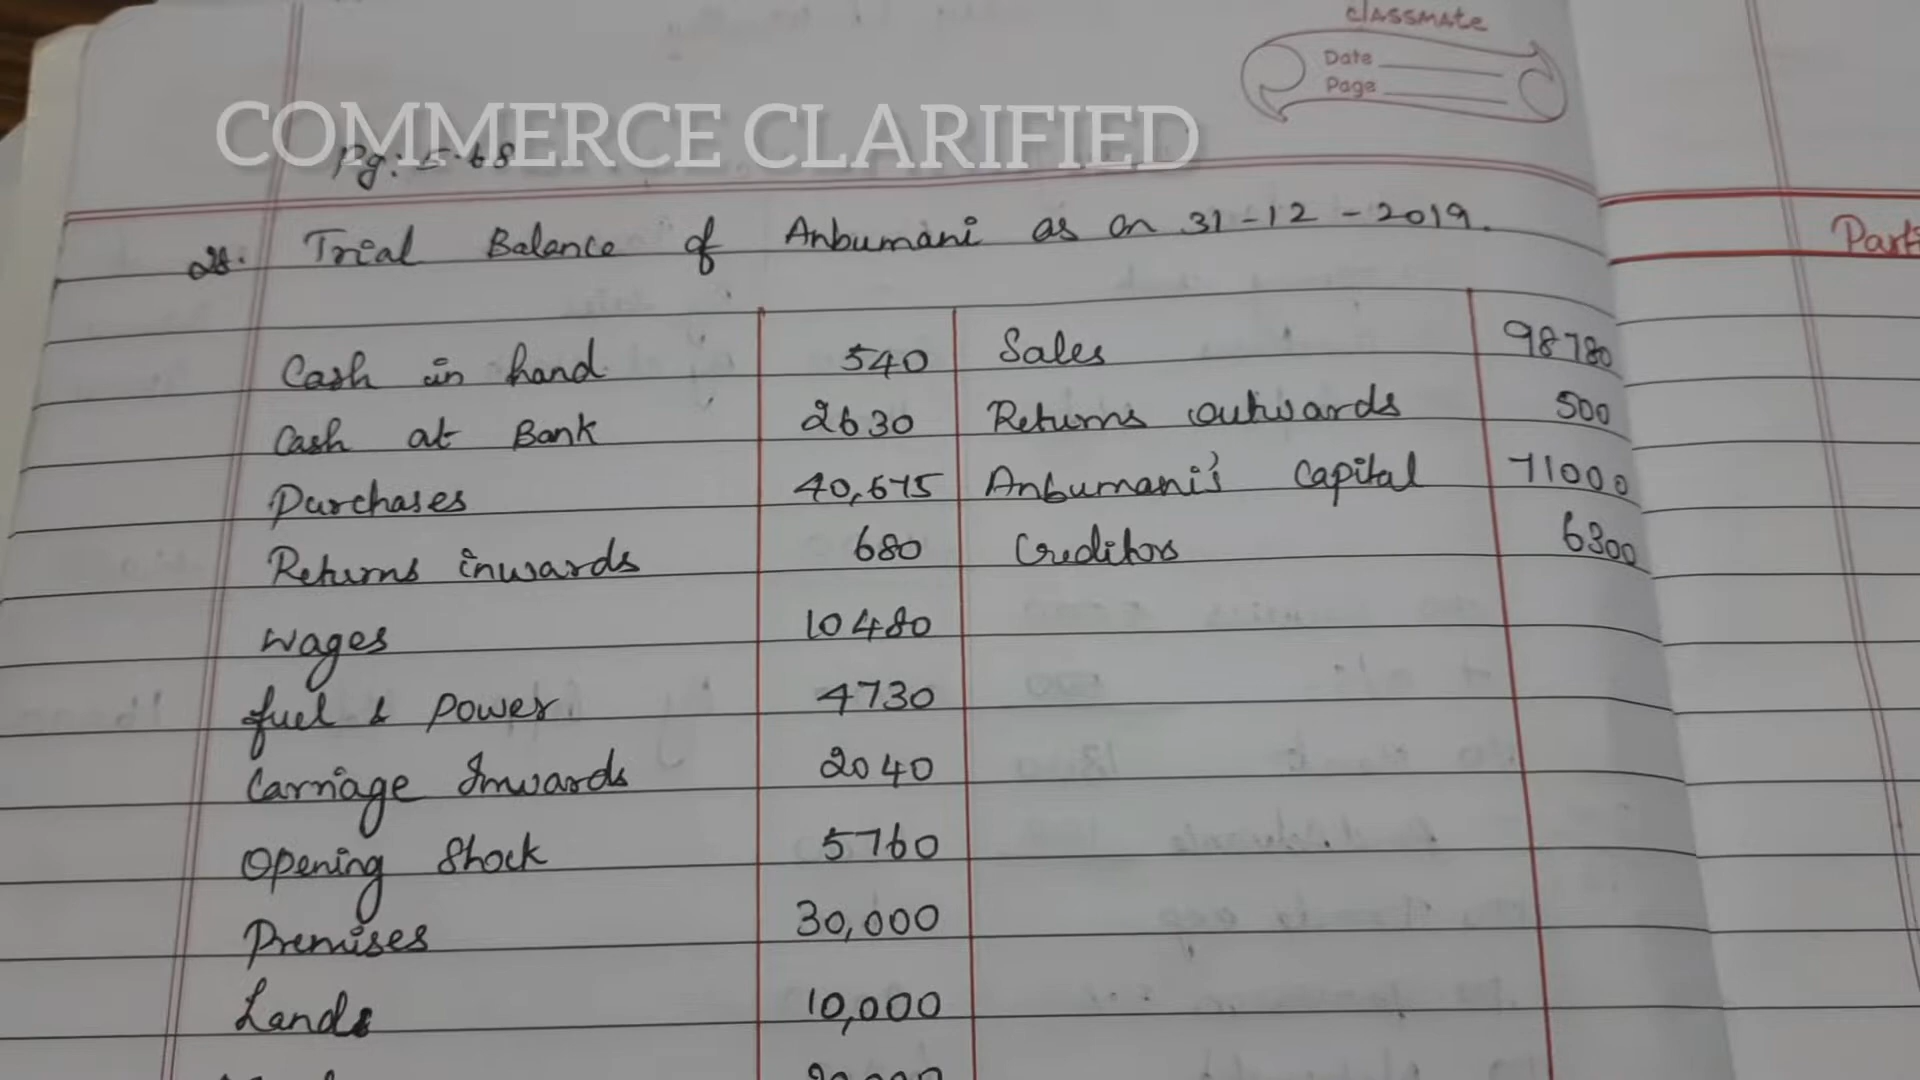 classmate
Date
Page
COMMERCE CLARIFIED
Pg: 5.68
28. Trial Balance of Anbumani as on 31-12-2019.
Part
Cash in hand 540 Sales 98780
Cash at Bank 2630 Returns outwards 500
Purchases 40,675 Anbumani's Capital 71000
Returns inwards 680 Creditors 6300
Wages 10480
fuel & Power 4730
Carriage Inwards 2040
Opening Stock 5760
Premises 30,000
Lands 10,000